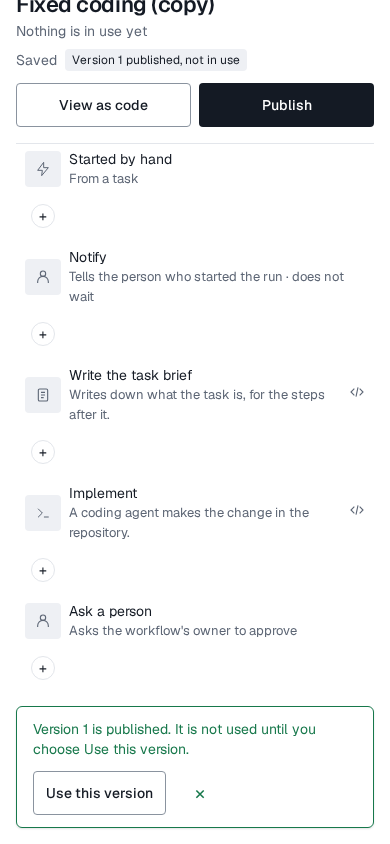 Fixed coding (copy)
Nothing is in use yet
Saved Version 1 published, not in use
View as code Publish
Started by hand
From a task
+
Notify
Tells the person who started the run · does not
wait
+
Write the task brief
Writes down what the task is, for the steps
after it.
+
Implement
A coding agent makes the change in the
repository.
+
Ask a person
Asks the workflow's owner to approve
+
Version 1 is published. It is not used until you
choose Use this version.
Use this version ×